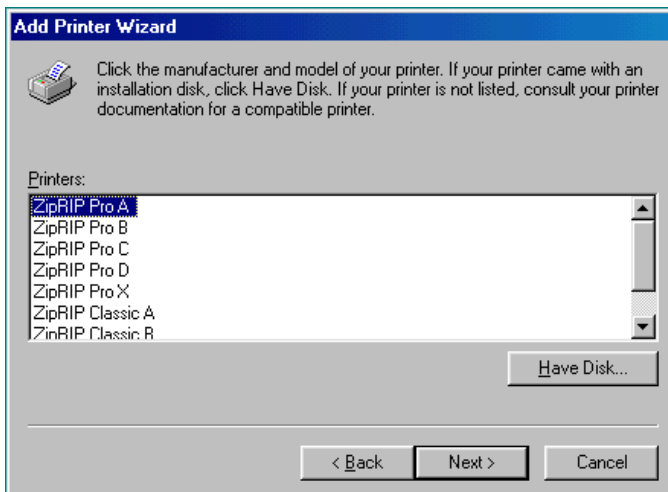 Add Printer Wizard
Click the manufacturer and model of your printer. If your printer came with an
installation disk, click Have Disk. If your printer is not listed, consult your printer
documentation for a compatible printer.
Printers:
ZipRIP Pro A
ZipRIP Pro B
ZipRIP Pro C
ZipRIP Pro D
ZipRIP Pro X
ZipRIP Classic A
ZipRIP Classic B
Have Disk...
< Back
Next >
Cancel